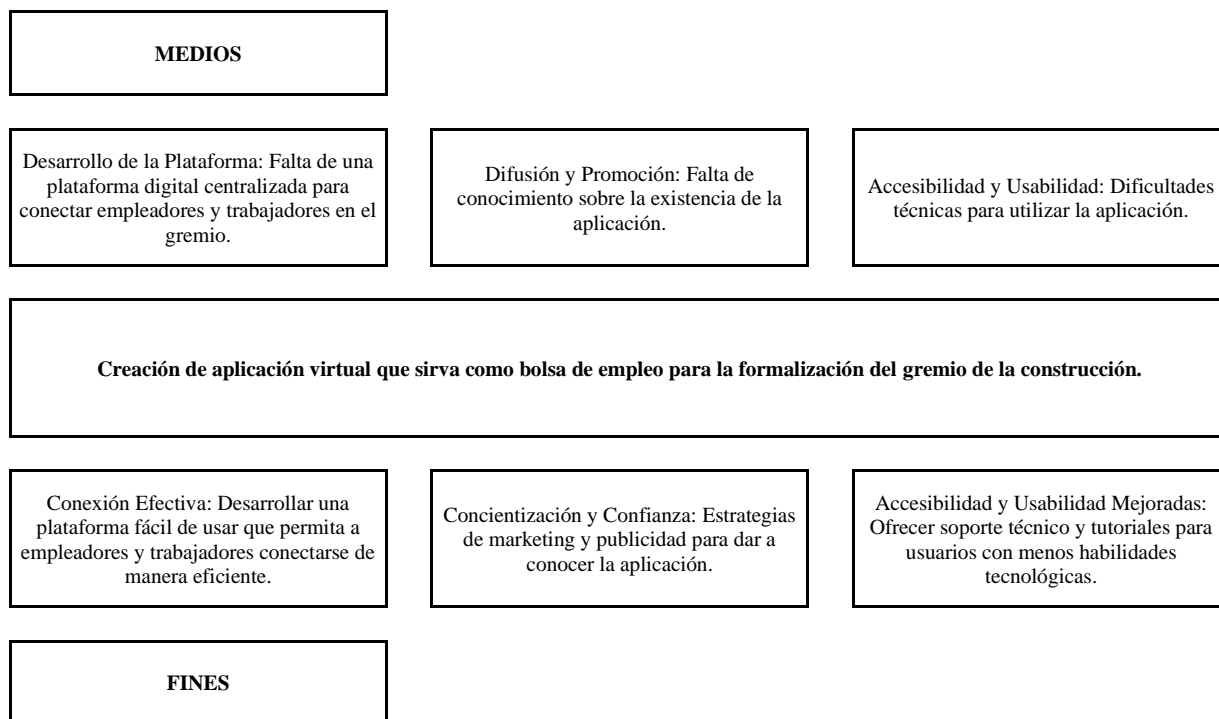 MEDIOS
Desarrollo de la Plataforma: Falta de una
plataforma digital centralizada para
conectar empleadores y trabajadores en el
gremio.
Difusión y Promoción: Falta de
conocimiento sobre la existencia de la
aplicación.
Accesibilidad y Usabilidad: Dificultades
técnicas para utilizar la aplicación.
Creación de aplicación virtual que sirva como bolsa de empleo para la formalización del gremio de la construcción.
Conexión Efectiva: Desarrollar una
plataforma fácil de usar que permita a
empleadores y trabajadores conectarse de
manera eficiente.
Concientización y Confianza: Estrategias
de marketing y publicidad para dar a
conocer la aplicación.
Accesibilidad y Usabilidad Mejoradas:
Ofrecer soporte técnico y tutoriales para
usuarios con menos habilidades
tecnológicas.
FINES